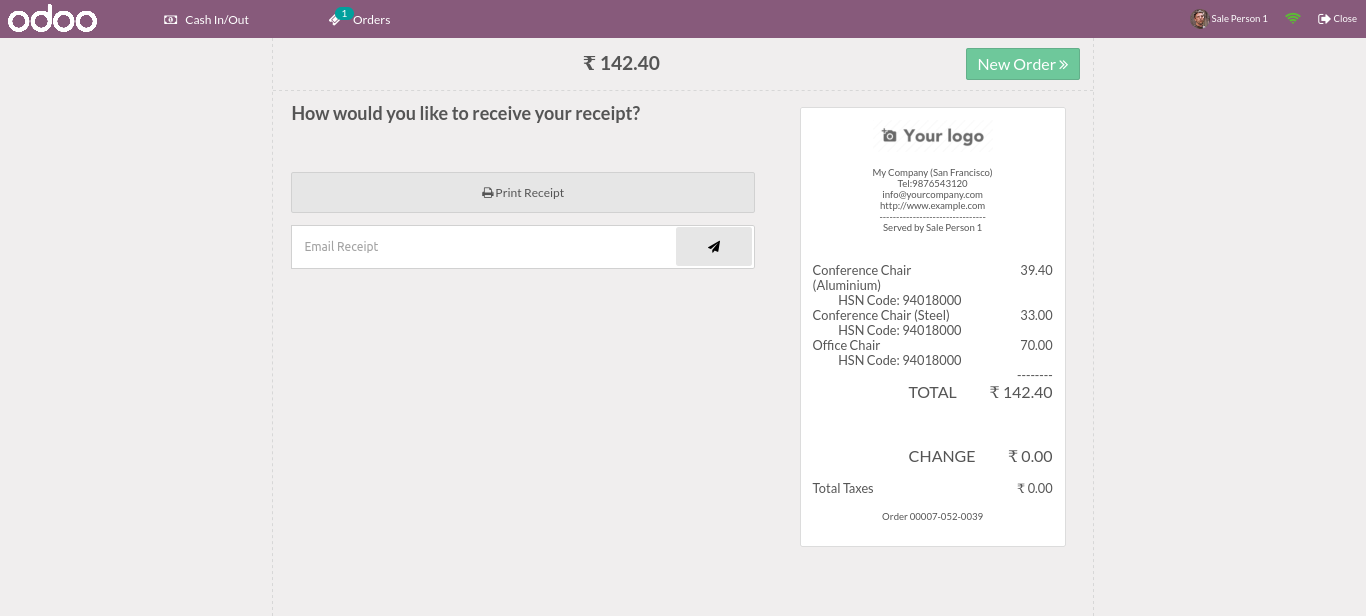 odoo
Cash In/Out
1
Orders
Sale Person 1
Close
₹ 142.40
New Order »
How would you like to receive your receipt?
Print Receipt
Email Receipt
Your logo
My Company (San Francisco)
Tel:9876543120
info@yourcompany.com
http://www.example.com
--------------------------------
Served by Sale Person 1
Conference Chair 39.40
(Aluminium)
HSN Code: 94018000
Conference Chair (Steel) 33.00
HSN Code: 94018000
Office Chair 70.00
HSN Code: 94018000
--------
TOTAL ₹ 142.40
CHANGE ₹ 0.00
Total Taxes ₹ 0.00
Order 00007-052-0039